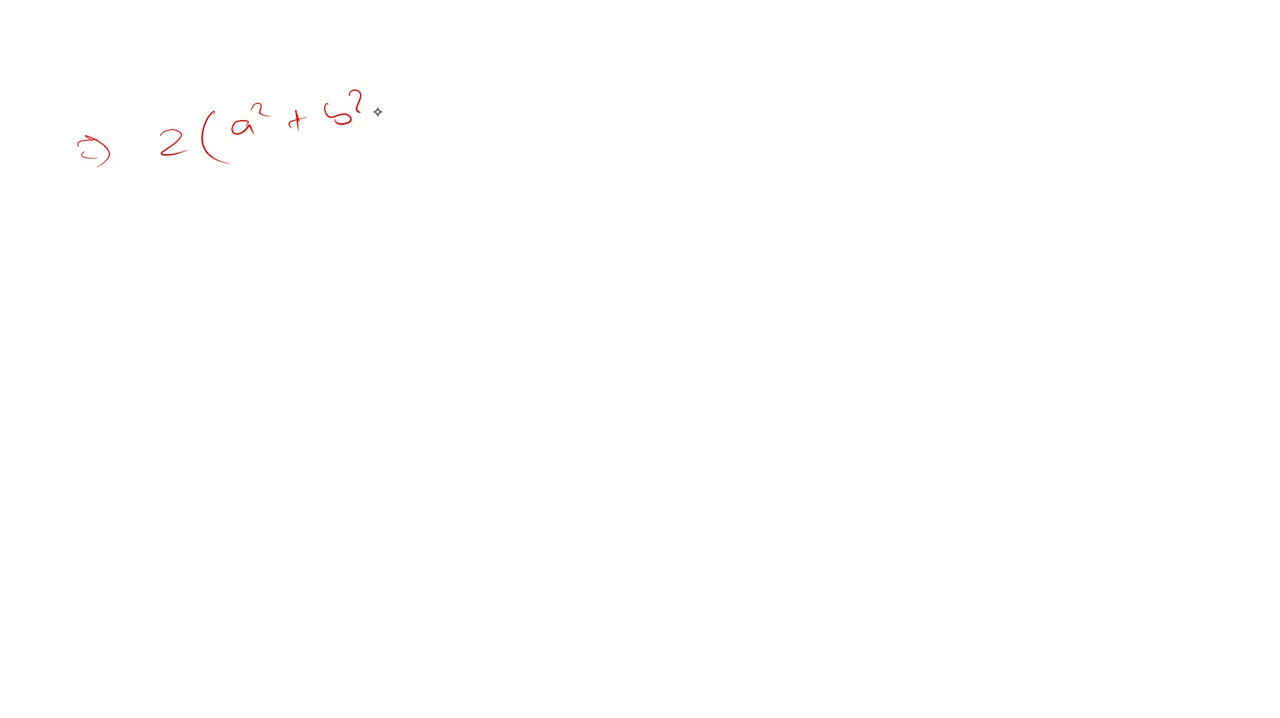 ⇒ 2(a² + b²